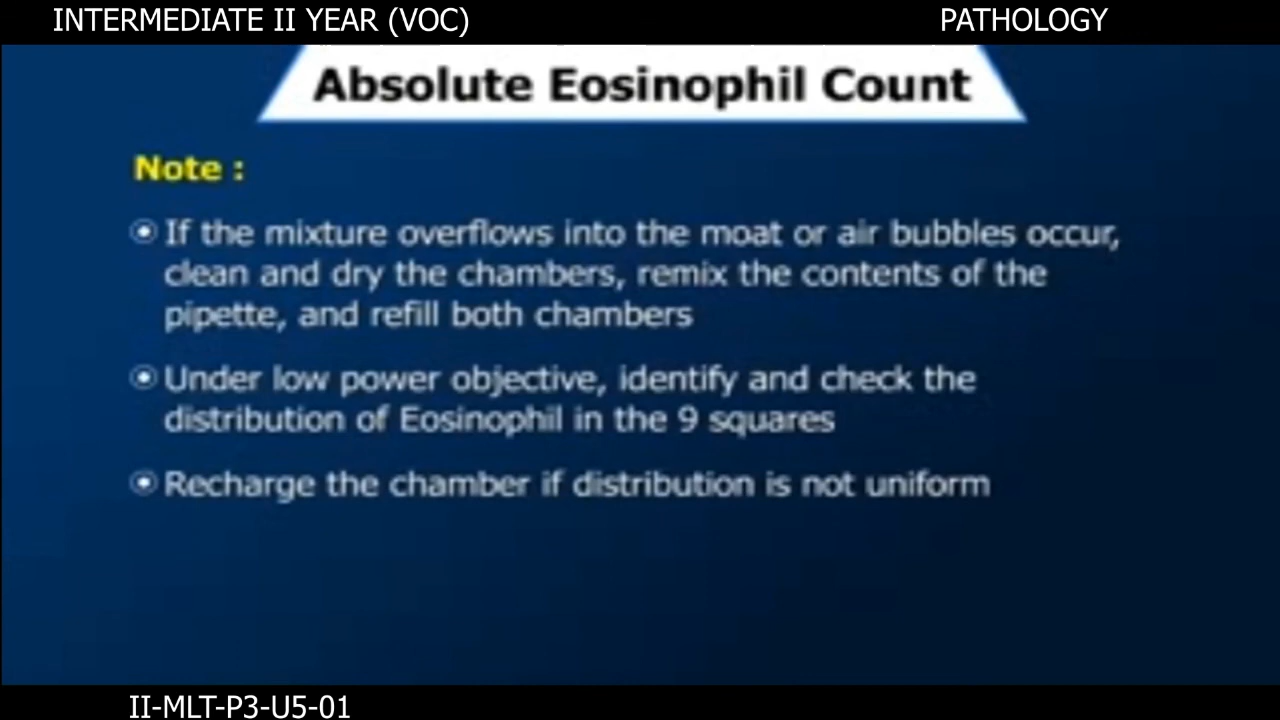 INTERMEDIATE II YEAR (VOC) PATHOLOGY
Absolute Eosinophil Count
Note :
If the mixture overflows into the moat or air bubbles occur,
clean and dry the chambers, remix the contents of the
pipette, and refill both chambers
Under low power objective, identify and check the
distribution of Eosinophil in the 9 squares
Recharge the chamber if distribution is not uniform
II-MLT-P3-U5-01